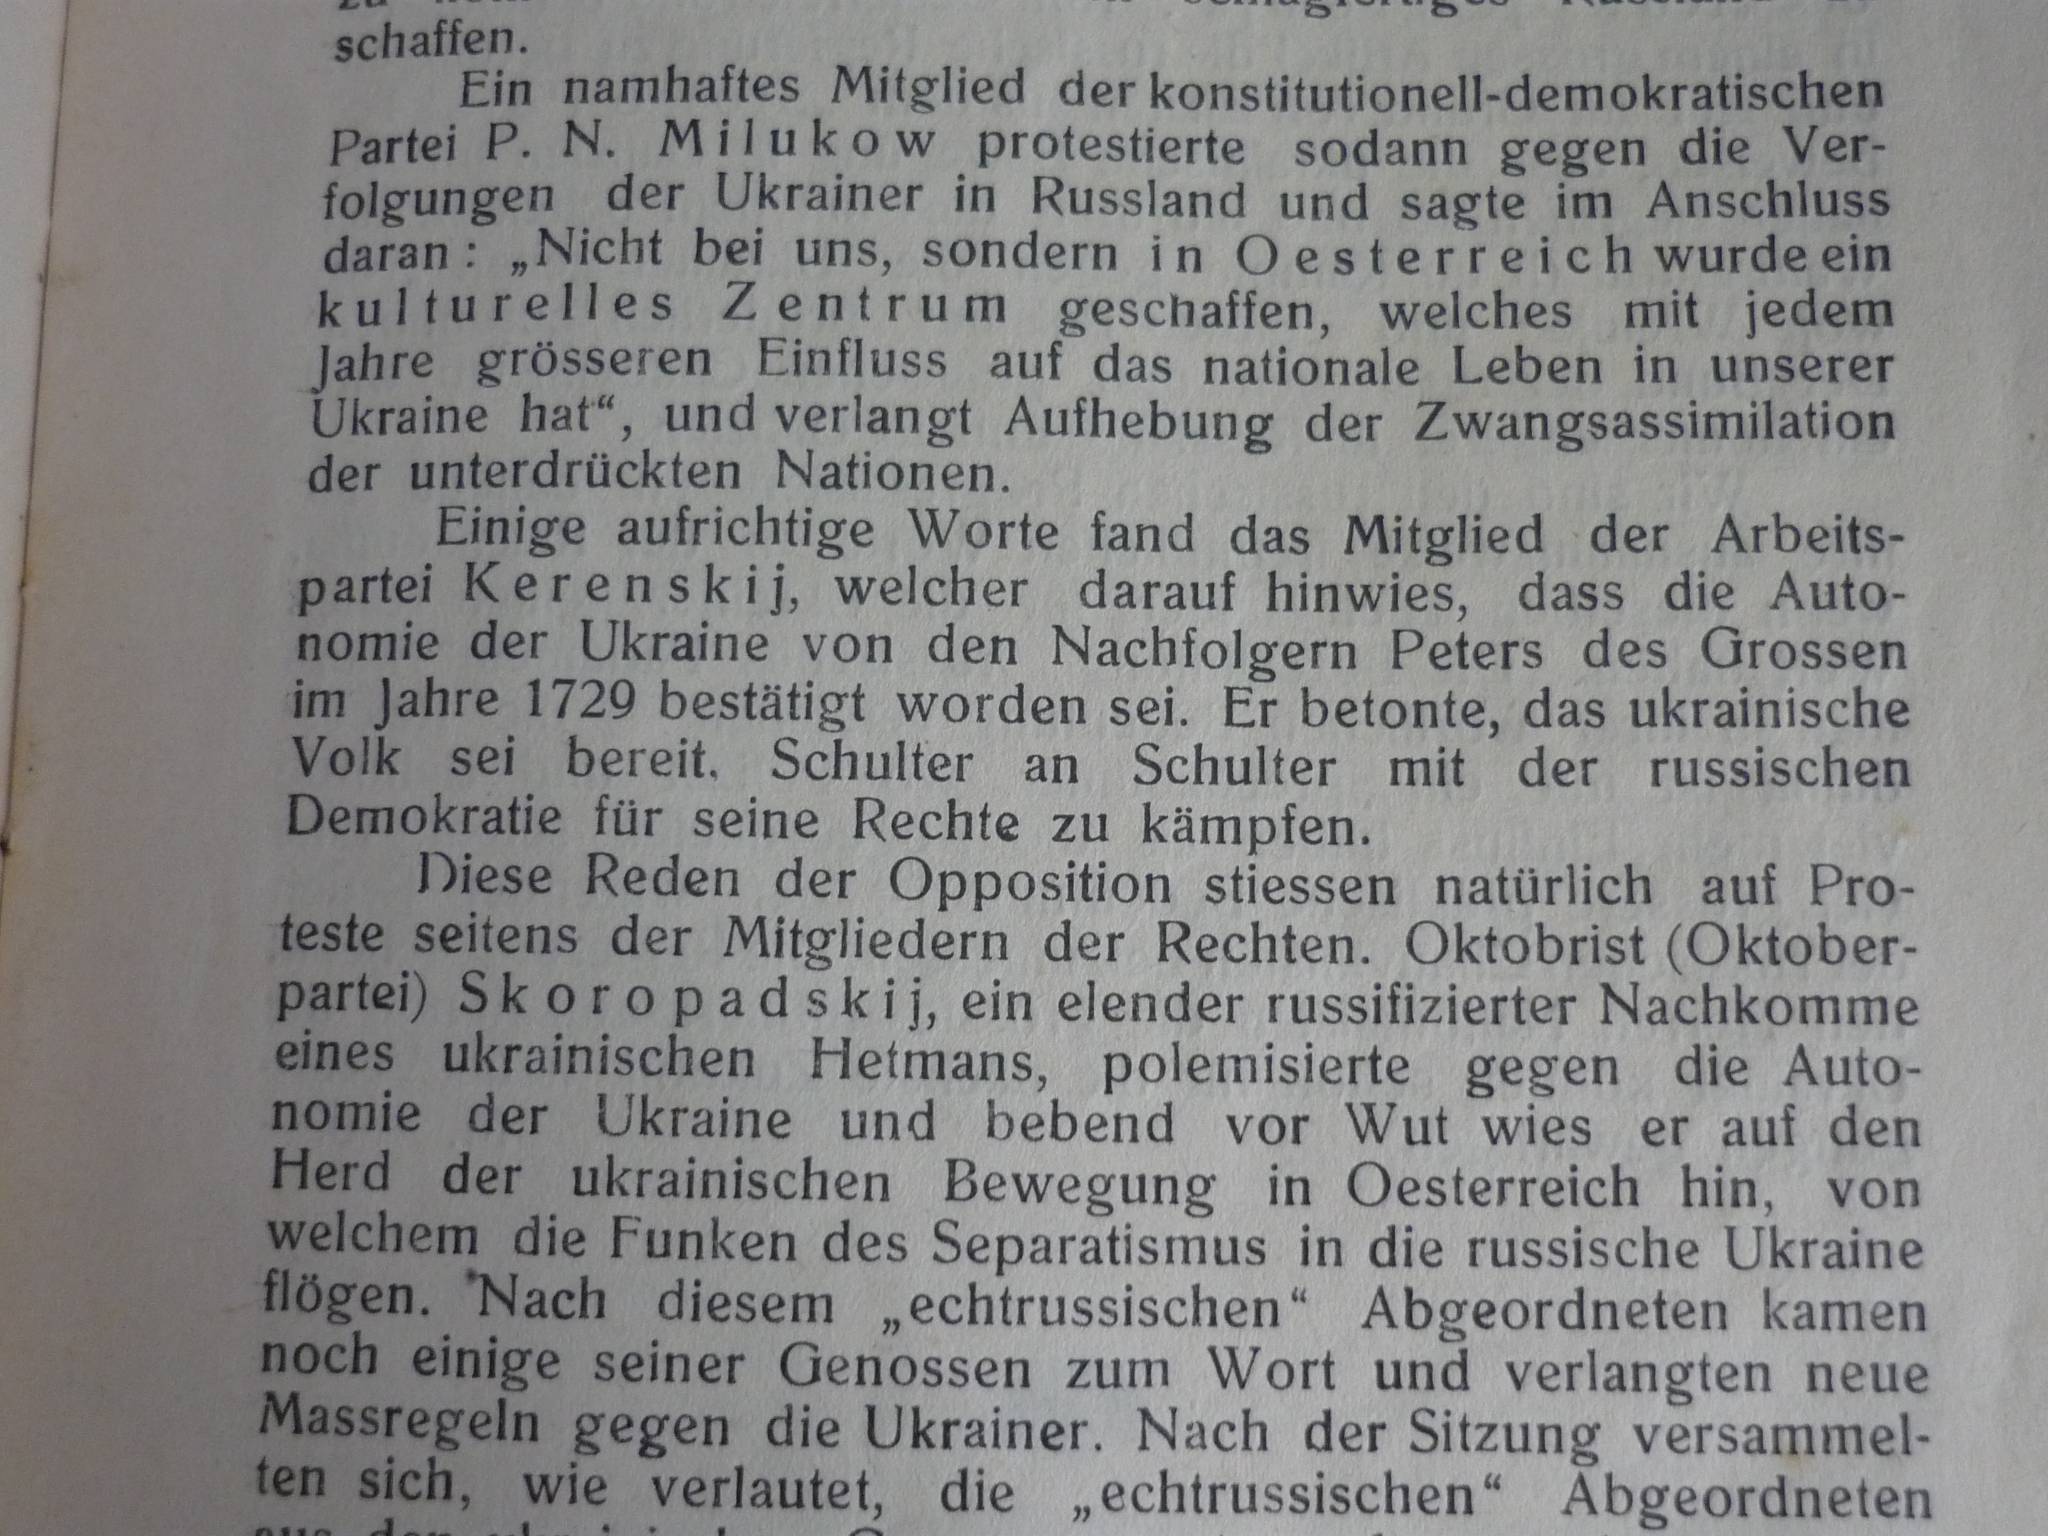 schlagfertiges Russland
schaffen.
Ein namhaftes Mitglied der konstitutionell-demokratischen
Partei P. N. Milukow protestierte sodann gegen die Ver-
folgungen der Ukrainer in Russland und sagte im Anschluss
daran: „Nicht bei uns, sondern in Oesterreich wurde ein
kulturelles Zentrum geschaffen, welches mit jedem
Jahre grösseren Einfluss auf das nationale Leben in unserer
Ukraine hat“, und verlangt Aufhebung der Zwangsassimilation
der unterdrückten Nationen.
Einige aufrichtige Worte fand das Mitglied der Arbeits-
partei Kerenskij, welcher darauf hinwies, dass die Auto-
nomie der Ukraine von den Nachfolgern Peters des Grossen
im Jahre 1729 bestätigt worden sei. Er betonte, das ukrainische
Volk sei bereit. Schulter an Schulter mit der russischen
Demokratie für seine Rechte zu kämpfen.
Diese Reden der Opposition stiessen natürlich auf Pro-
teste seitens der Mitgliedern der Rechten. Oktobrist (Oktober-
partei) Skoropadskij, ein elender russifizierter Nachkomme
eines ukrainischen Hetmans, polemisierte gegen die Auto-
nomie der Ukraine und bebend vor Wut wies er auf den
Herd der ukrainischen Bewegung in Oesterreich hin, von
welchem die Funken des Separatismus in die russische Ukraine
flögen. Nach diesem „echtrussischen“ Abgeordneten kamen
noch einige seiner Genossen zum Wort und verlangten neue
Massregeln gegen die Ukrainer. Nach der Sitzung versammel-
ten sich, wie verlautet, die „echtrussischen“ Abgeordneten